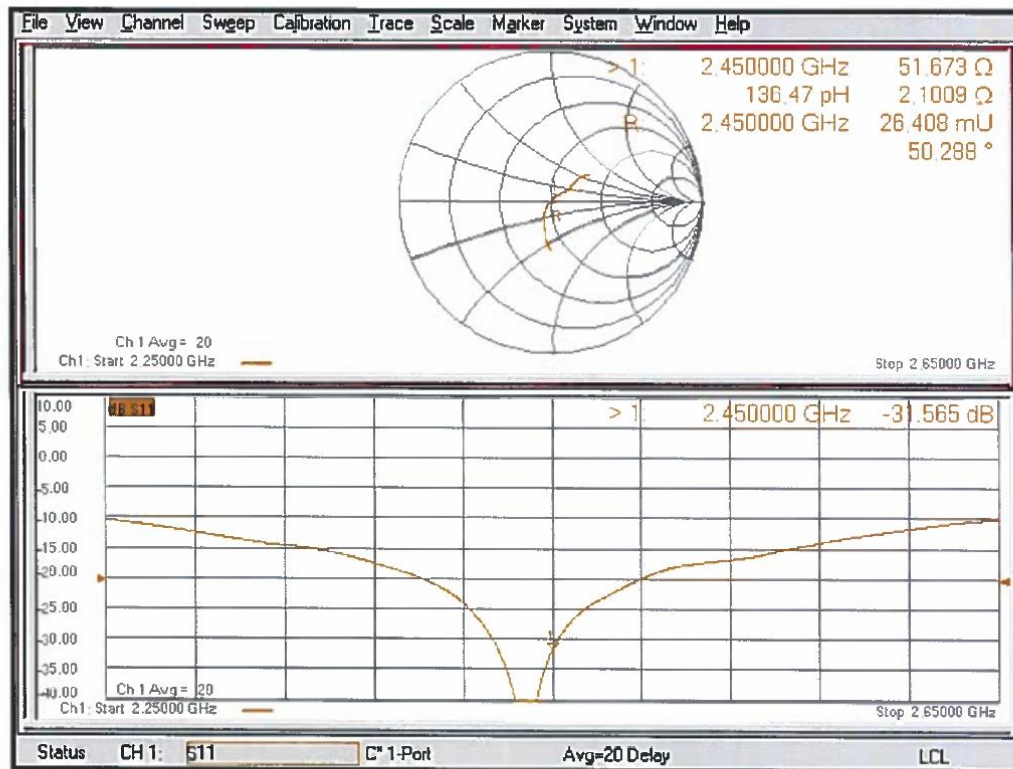 File View Channel Sweep Calibration Trace Scale Marker System Window Help
> 1: 2.450000 GHz 51.673 Ω
136.47 pH 2.1009 Ω
R: 2.450000 GHz 26.408 mU
50.288 °
Ch 1 Avg = 20
Ch1: Start 2.25000 GHz
Stop 2.65000 GHz
10.00 dB S11 > 1: 2.450000 GHz -31.565 dB
5.00
0.00
-5.00
-10.00
-15.00
-20.00
-25.00
-30.00
-35.00
-40.00
Ch 1 Avg = 20
Ch1: Start 2.25000 GHz
Stop 2.65000 GHz
Status CH 1: S11 C* 1-Port Avg=20 Delay LCL